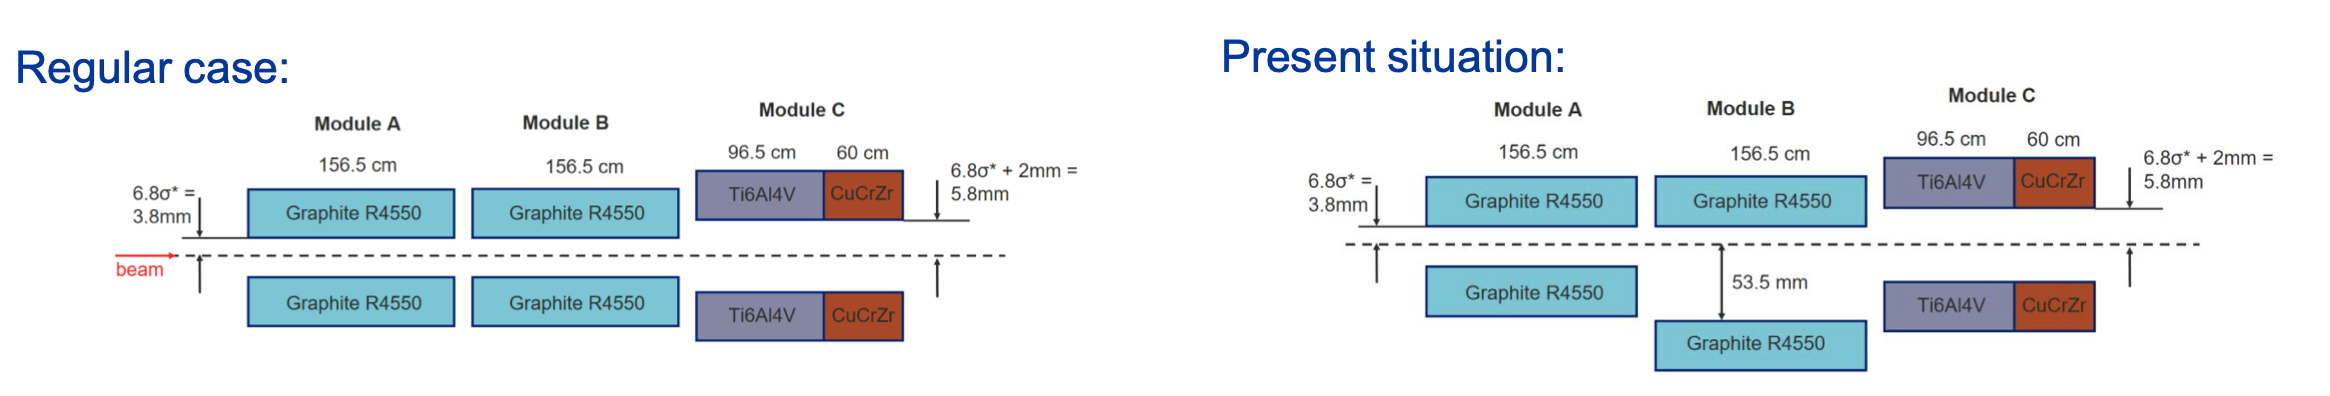 Regular case:
Module A
Module B
Module C
156.5 cm
156.5 cm
96.5 cm
60 cm
6.8σ* =
3.8mm
Graphite R4550
Graphite R4550
Ti6Al4V
CuCrZr
6.8σ* + 2mm =
5.8mm
beam
Graphite R4550
Graphite R4550
Ti6Al4V
CuCrZr
Present situation:
Module A
Module B
Module C
156.5 cm
156.5 cm
96.5 cm
60 cm
6.8σ* =
3.8mm
Graphite R4550
Graphite R4550
Ti6Al4V
CuCrZr
6.8σ* + 2mm =
5.8mm
53.5 mm
Graphite R4550
Graphite R4550
Ti6Al4V
CuCrZr